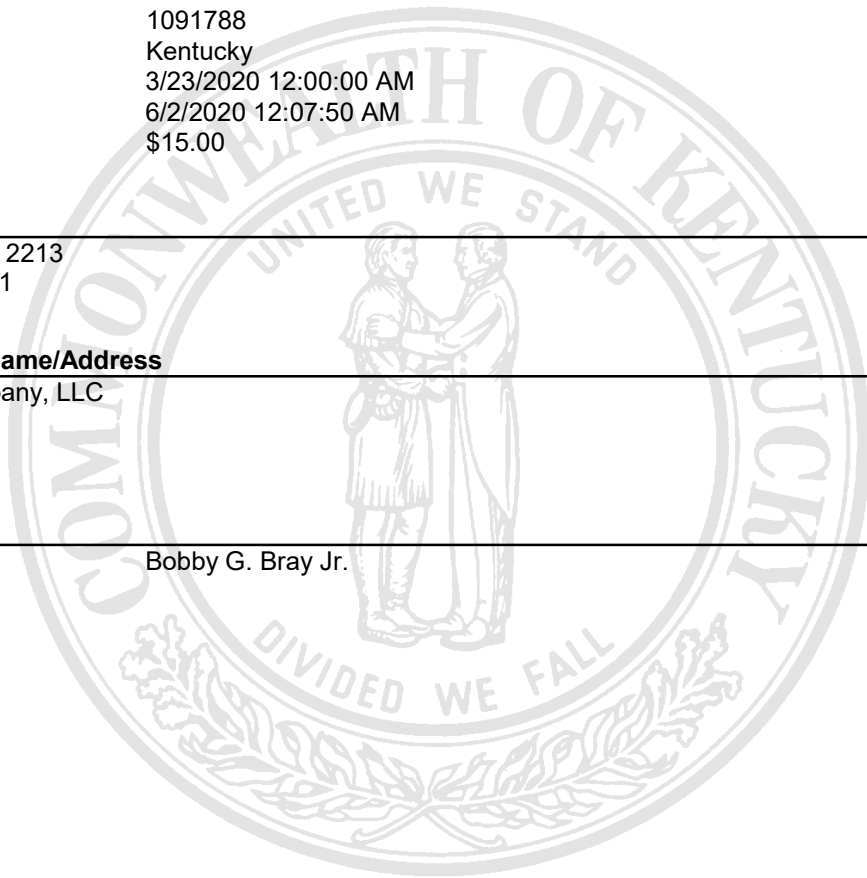 1091788
Kentucky
3/23/2020 12:00:00 AM
6/2/2020 12:07:50 AM
$15.00
2213
1
ame/Address
any, LLC
Bobby G. Bray Jr.
COMMONWEALTH OF KENTUCKY
UNITED WE STAND
DIVIDED WE FALL